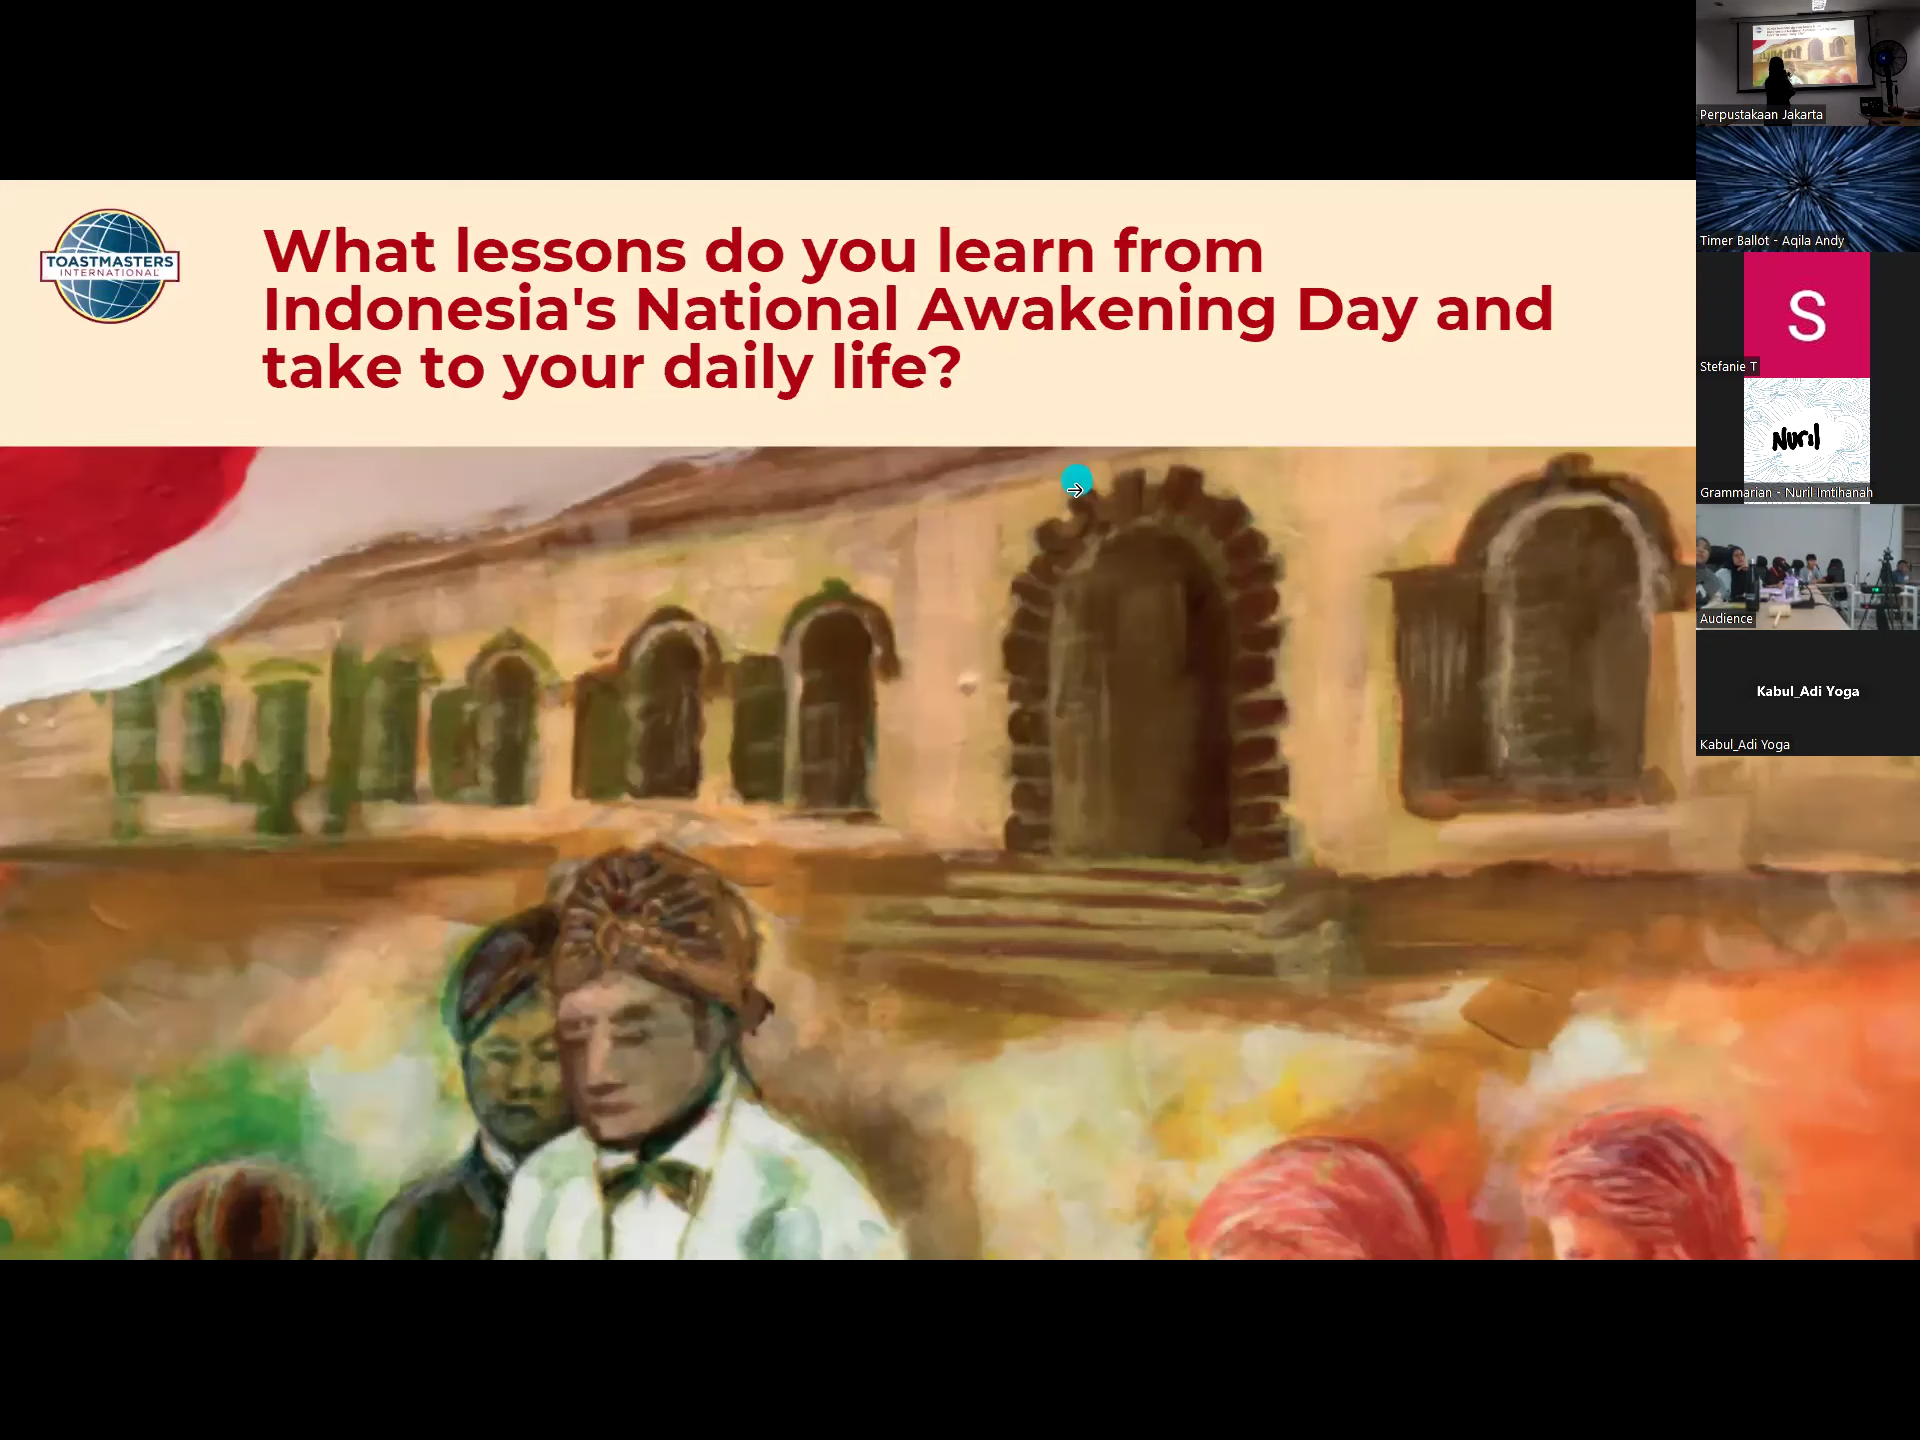 TOASTMASTERS
INTERNATIONAL
What lessons do you learn from
Indonesia's National Awakening Day and
take to your daily life?
Perpustakaan Jakarta
Timer Ballot - Aqila Andy
S
Stefanie T
Nuril
Grammarian - Nuril Imtihanah
Audience
Kabul_Adi Yoga
Kabul_Adi Yoga